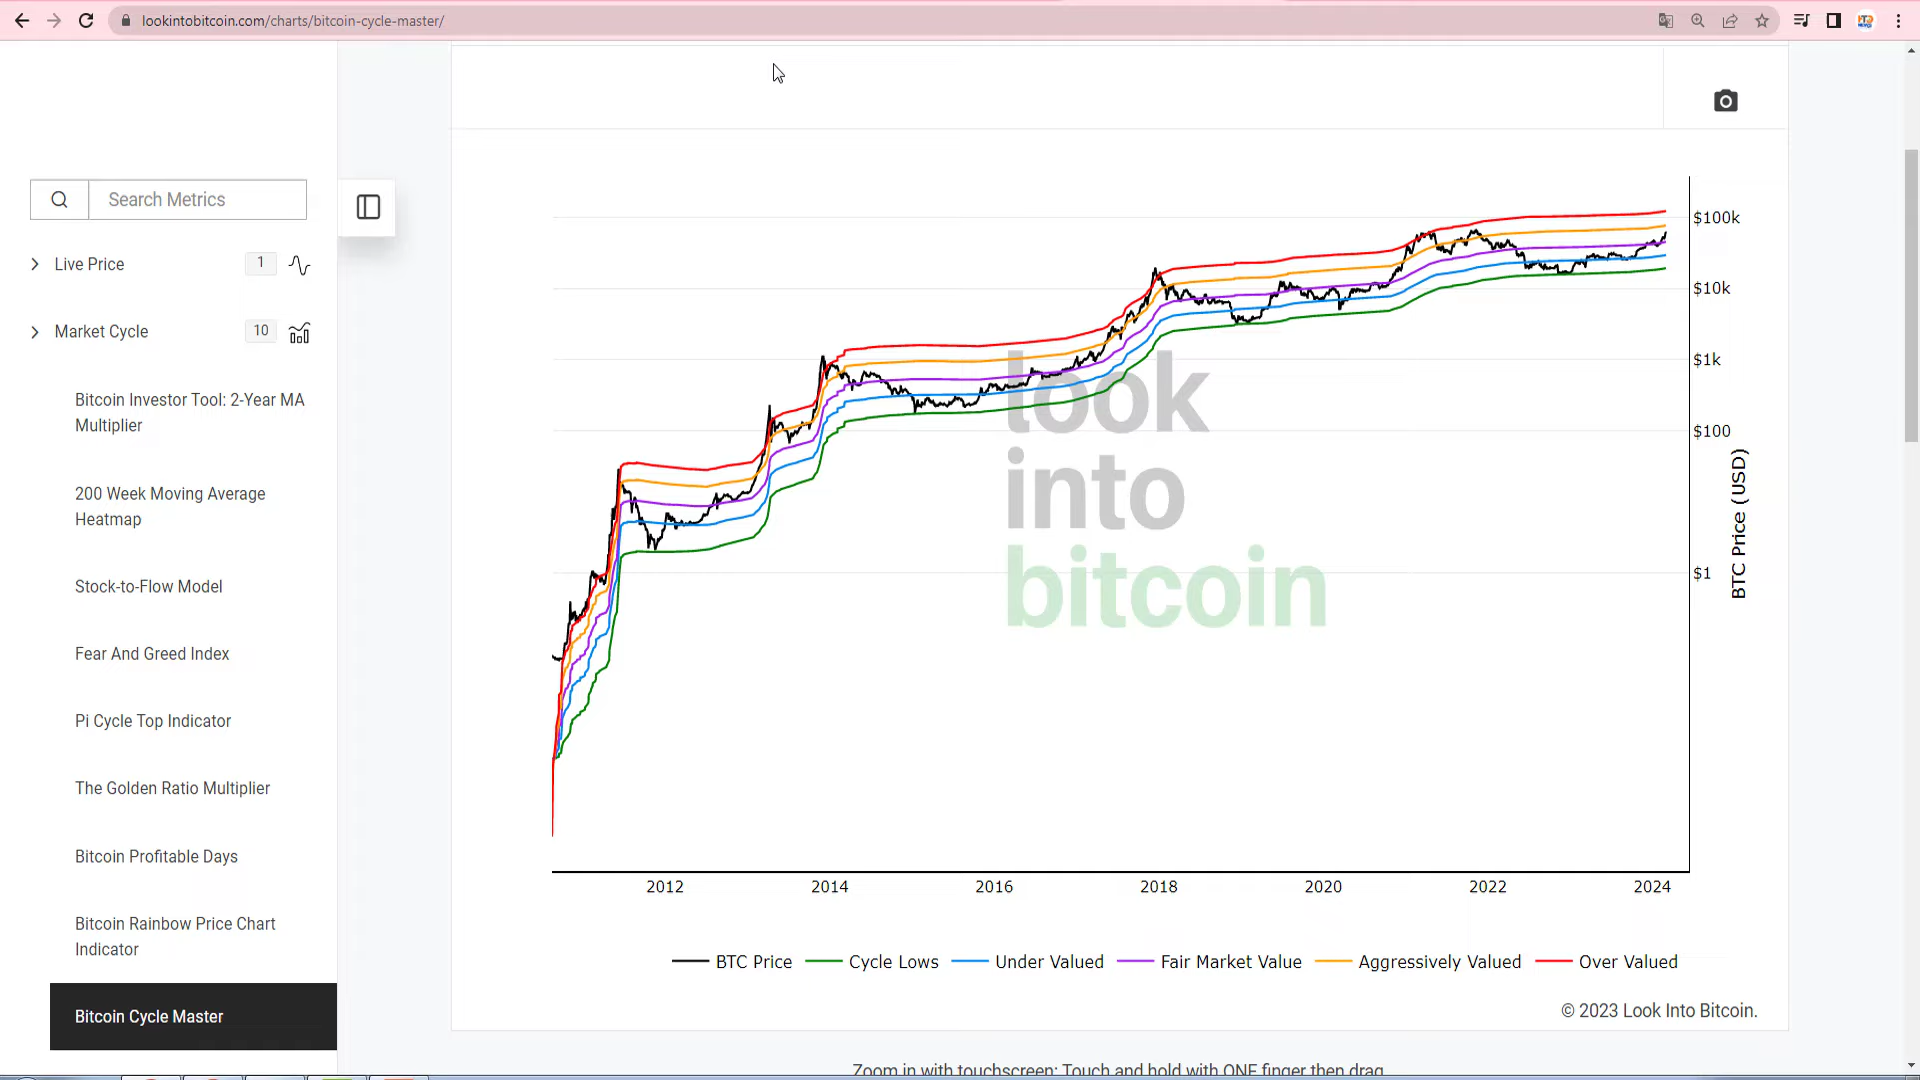 lookintobitcoin.com/charts/bitcoin-cycle-master/
Search Metrics
Live Price 1
Market Cycle 10
Bitcoin Investor Tool: 2-Year MA
Multiplier
200 Week Moving Average
Heatmap
Stock-to-Flow Model
Fear And Greed Index
Pi Cycle Top Indicator
The Golden Ratio Multiplier
Bitcoin Profitable Days
Bitcoin Rainbow Price Chart
Indicator
Bitcoin Cycle Master
$100k
$10k
$1k
$100
$1
BTC Price (USD)
look
into
bitcoin
2012 2014 2016 2018 2020 2022 2024
BTC Price Cycle Lows Under Valued Fair Market Value Aggressively Valued Over Valued
© 2023 Look Into Bitcoin.
Zoom in with touchscreen: Touch and hold with ONE finger then drag